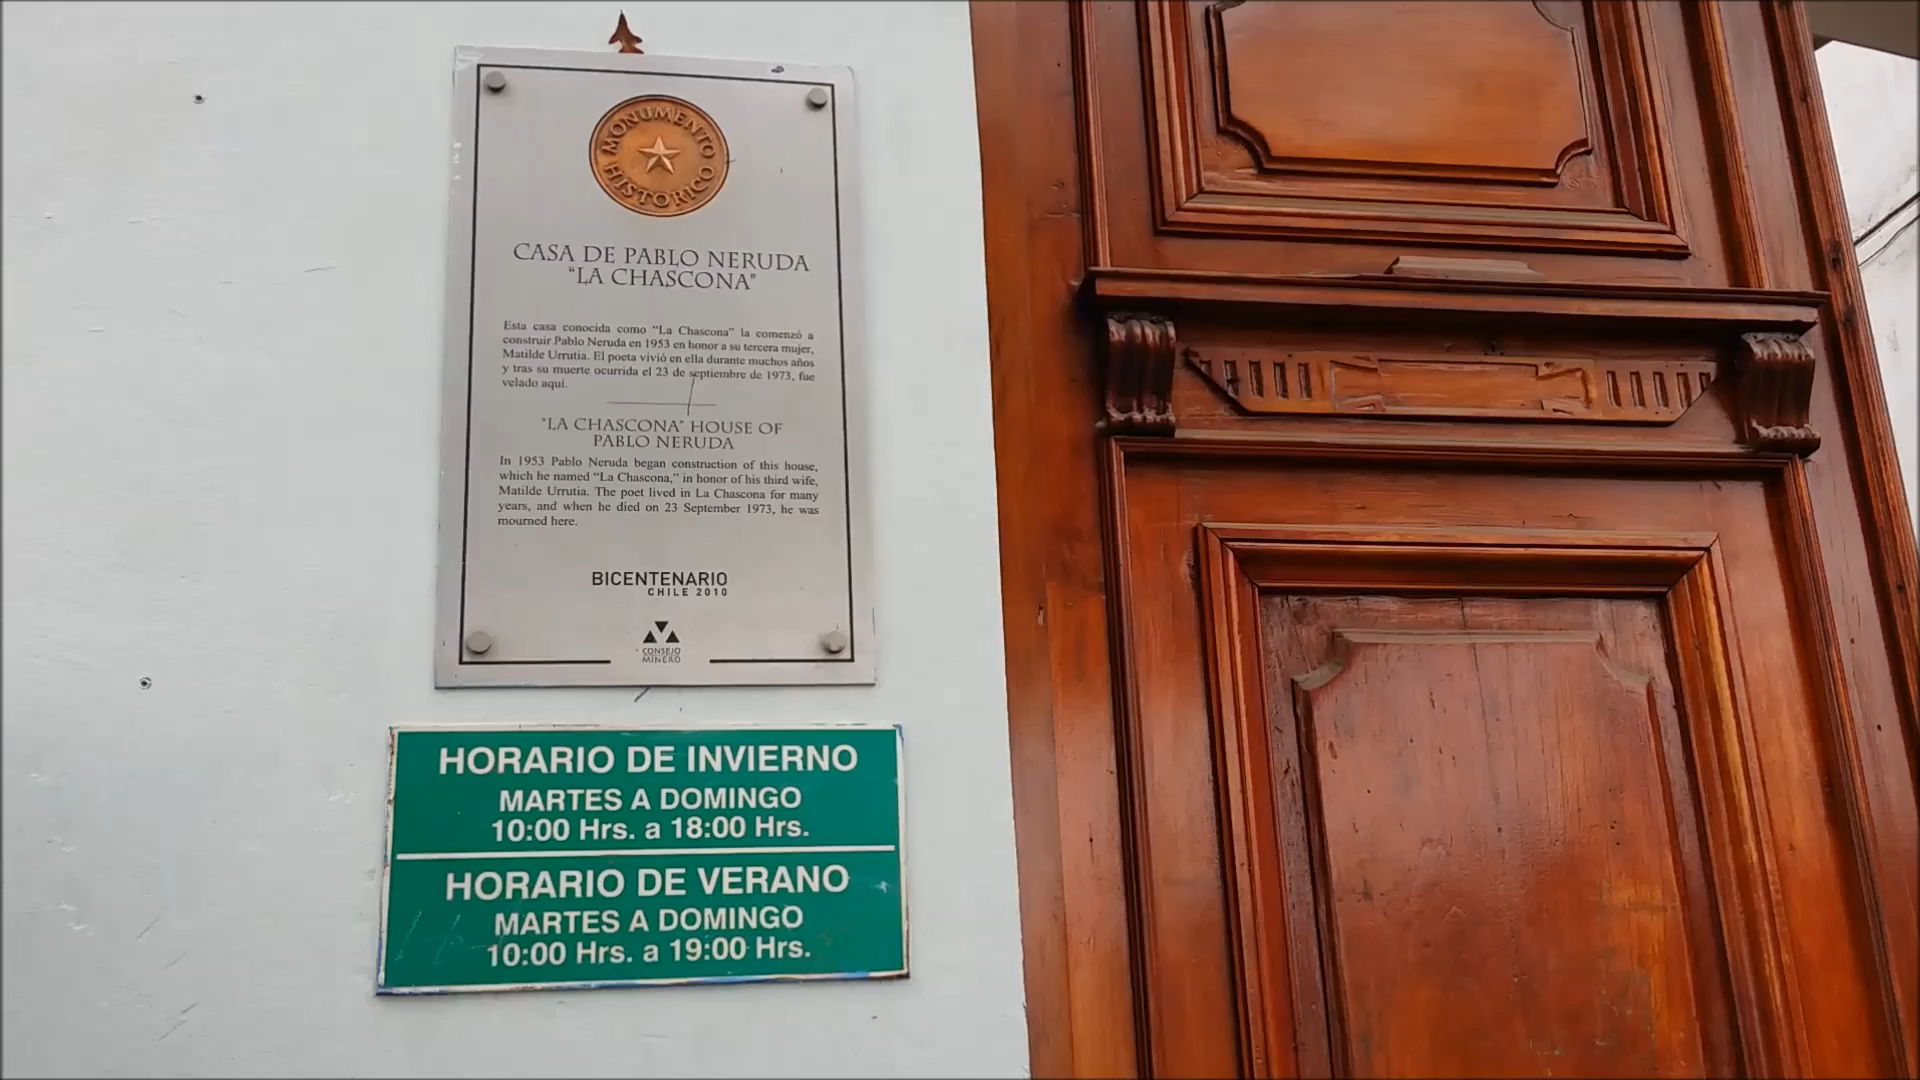 MONUMENTO
HISTORICO
CASA DE PABLO NERUDA
“LA CHASCONA”
Esta casa conocida como “La Chascona” la comenzó a
construir Pablo Neruda en 1953 en honor a su tercera mujer,
Matilde Urrutia. El poeta vivió en ella durante muchos años
y tras su muerte ocurrida el 23 de septiembre de 1973, fue
velado aquí.
“LA CHASCONA” HOUSE OF
PABLO NERUDA
In 1953 Pablo Neruda began construction of this house,
which he named “La Chascona,” in honor of his third wife,
Matilde Urrutia. The poet lived in La Chascona for many
years, and when he died on 23 September 1973, he was
mourned here.
BICENTENARIO
CHILE 2010
CONSEJO
MINERO
HORARIO DE INVIERNO
MARTES A DOMINGO
10:00 Hrs. a 18:00 Hrs.
HORARIO DE VERANO
MARTES A DOMINGO
10:00 Hrs. a 19:00 Hrs.